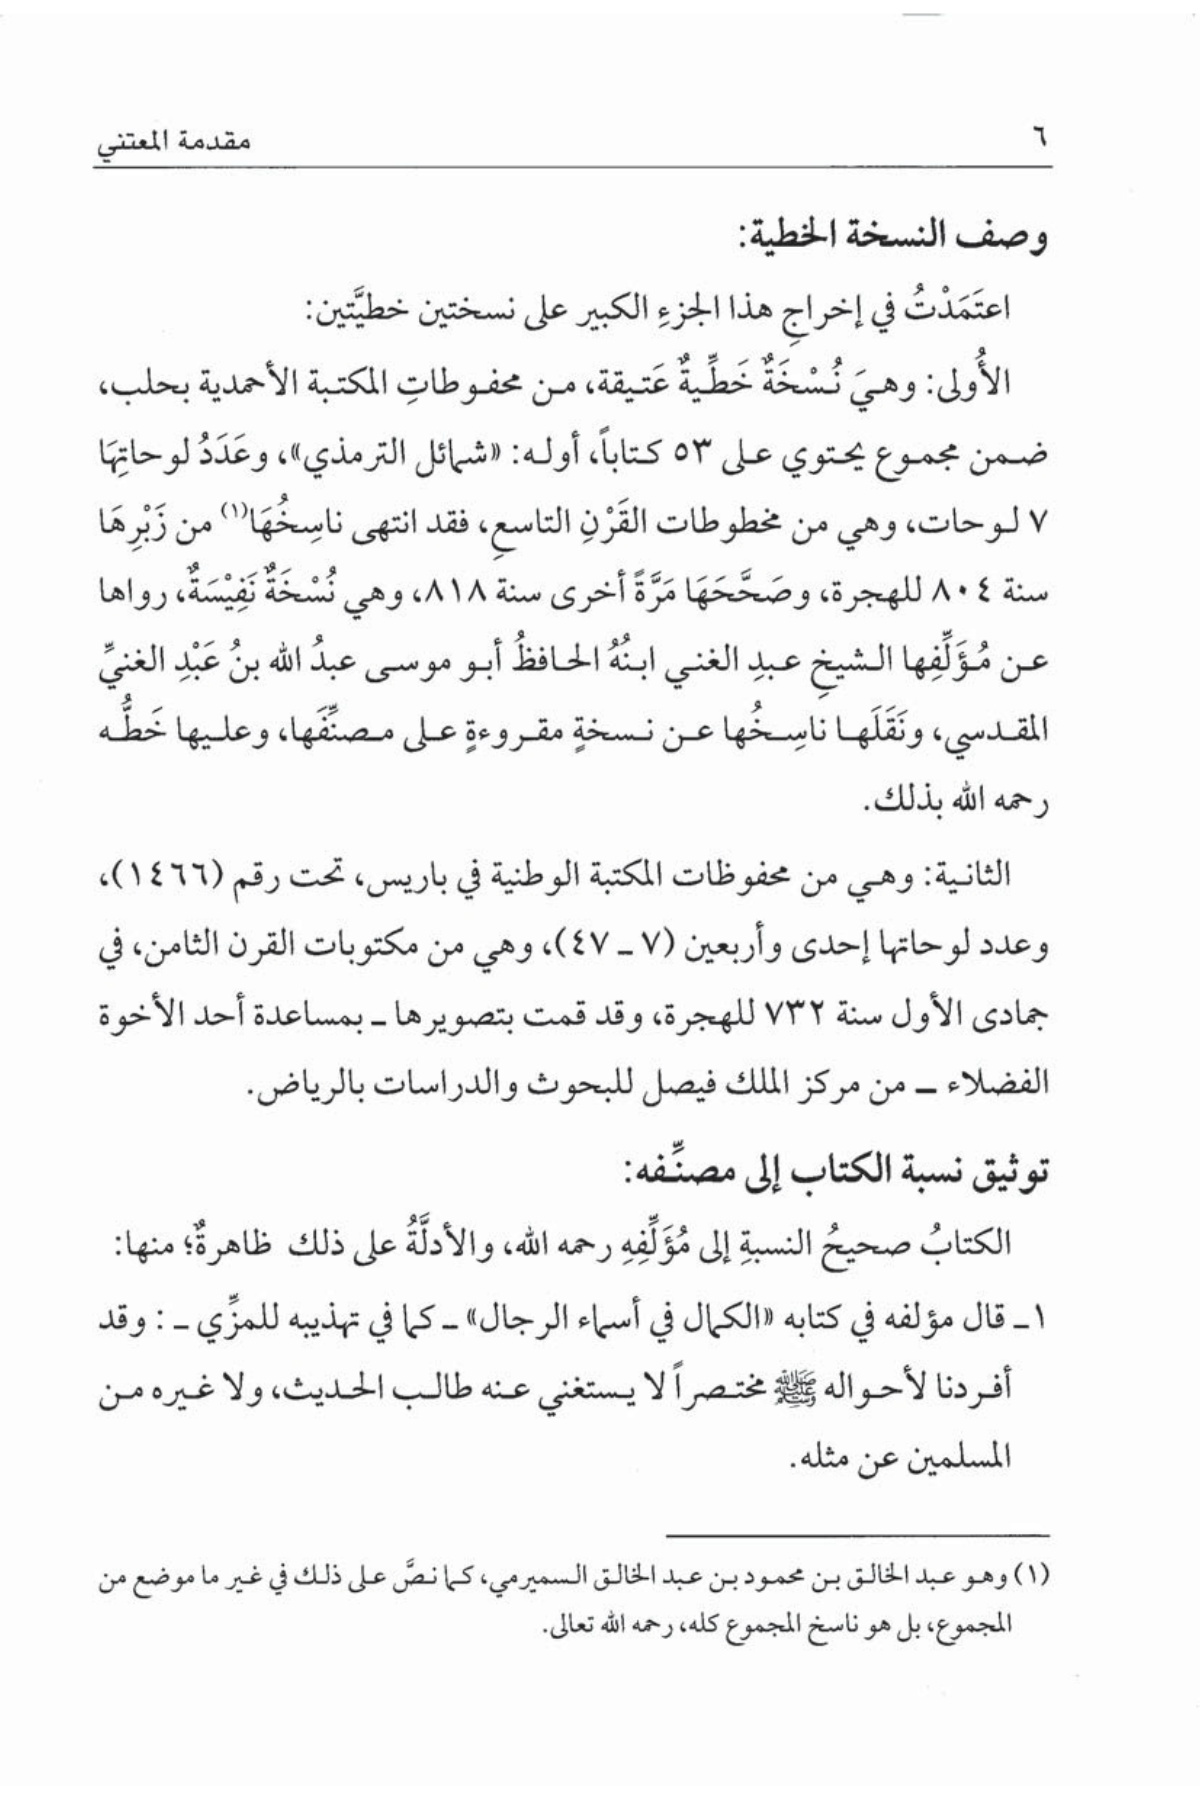 ٦
مقدمة المعتني
وصف النسخة الخطية:
اعتَمَدْتُ في إخراجِ هذا الجزءِ الكبير على نسختين خطيَّتين:
الأُولى: وهيَ نُسْخَةٌ خَطِّيةٌ عَتيقة، من محفوطاتِ المكتبة الأحمدية بحلب،
ضمن مجموع يحتوي على ٥٣ كتاباً، أوله: «شمائل الترمذي»، وعَدَدُ لوحاتِهَا
٧ لوحات، وهي من مخطوطات القَرْنِ التاسعِ، فقد انتهى ناسِخُهَا(١) من زَبْرِهَا
سنة ٨٠٤ للهجرة، وصَحَّحَهَا مَرَّةً أخرى سنة ٨١٨، وهي نُسْخَةٌ نَفِيْسَةٌ، رواها
عن مُؤَلِّفِها الشيخِ عبدِ الغني ابنُهُ الحافظُ أبو موسى عبدُ الله بنُ عَبْدِ الغنيِّ
المقدسي، ونَقَلَها ناسِخُها عن نسخةٍ مقروءةٍ على مصنِّفَها، وعليها خَطُّه
رحمه الله بذلك.
الثانية: وهي من محفوظات المكتبة الوطنية في باريس، تحت رقم (١٤٦٦)،
وعدد لوحاتها إحدى وأربعين (٧ - ٤٧)، وهي من مكتوبات القرن الثامن، في
جمادى الأول سنة ٧٣٢ للهجرة، وقد قمت بتصويرها - بمساعدة أحد الأخوة
الفضلاء - من مركز الملك فيصل للبحوث والدراسات بالرياض.
توثيق نسبة الكتاب إلى مصنِّفه:
الكتابُ صحيحُ النسبةِ إلى مُؤَلِّفِهِ رحمه الله، والأدلَّةُ على ذلك ظاهرةٌ؛ منها:
١- قال مؤلفه في كتابه «الكمال في أسماء الرجال» - كما في تهذيبه للمزِّي - : وقد
أفردنا لأحواله ﷺ مختصراً لا يستغني عنه طالب الحديث، ولا غيره من
المسلمين عن مثله.
(١) وهو عبد الخالق بن محمود بن عبد الخالق السميرمي، كما نصَّ على ذلك في غير ما موضع من
المجموع، بل هو ناسخ المجموع كله، رحمه الله تعالى.